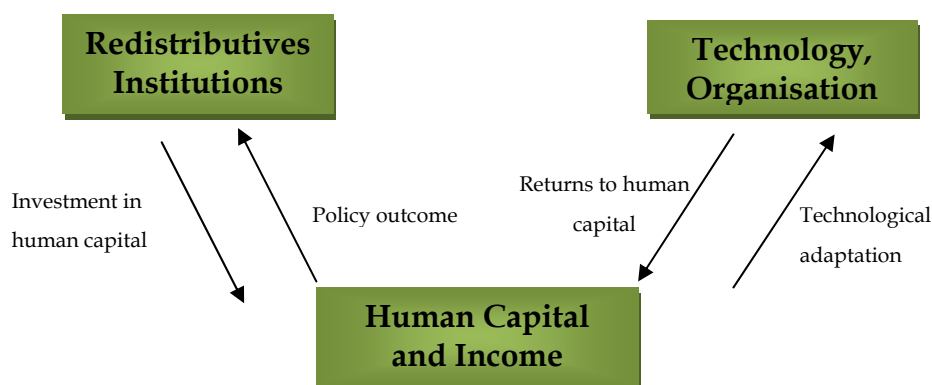 Redistributives
Institutions
Technology,
Organisation
Investment in
human capital
Policy outcome
Returns to human
capital
Technological
adaptation
Human Capital
and Income